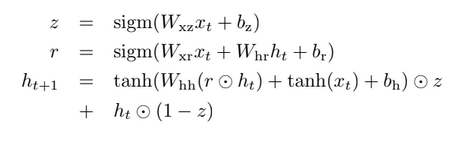 z = sigm(W_xz x_t + b_z)
r = sigm(W_xr x_t + W_hr h_t + b_r)
h_{t+1} = tanh(W_hh(r ⊙ h_t) + tanh(x_t) + b_h) ⊙ z
+ h_t ⊙ (1 − z)